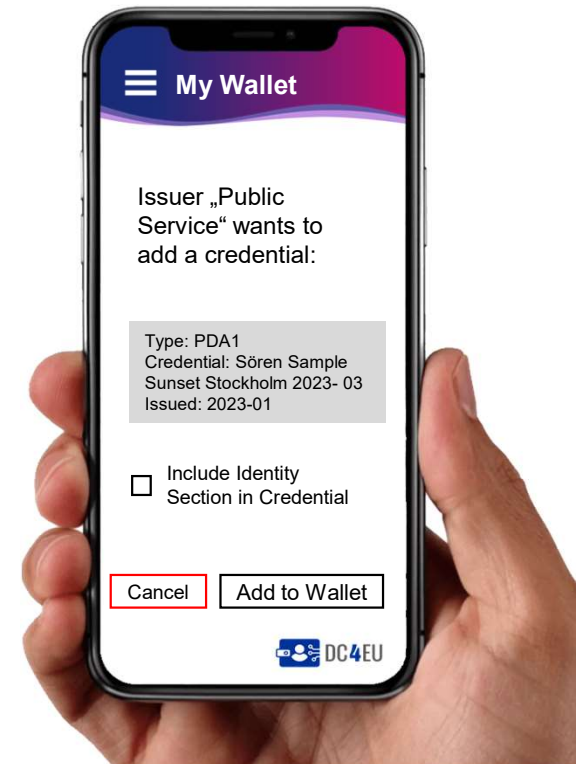 My Wallet
Issuer „Public
Service“ wants to
add a credential:
Type: PDA1
Credential: Sören Sample
Sunset Stockholm 2023- 03
Issued: 2023-01
Include Identity
Section in Credential
Cancel
Add to Wallet
DC4EU